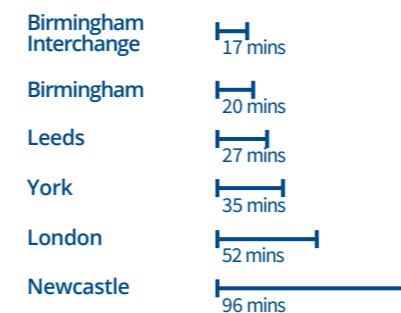 Birmingham
Interchange
17 mins
Birmingham
20 mins
Leeds
27 mins
York
35 mins
London
52 mins
Newcastle
96 mins